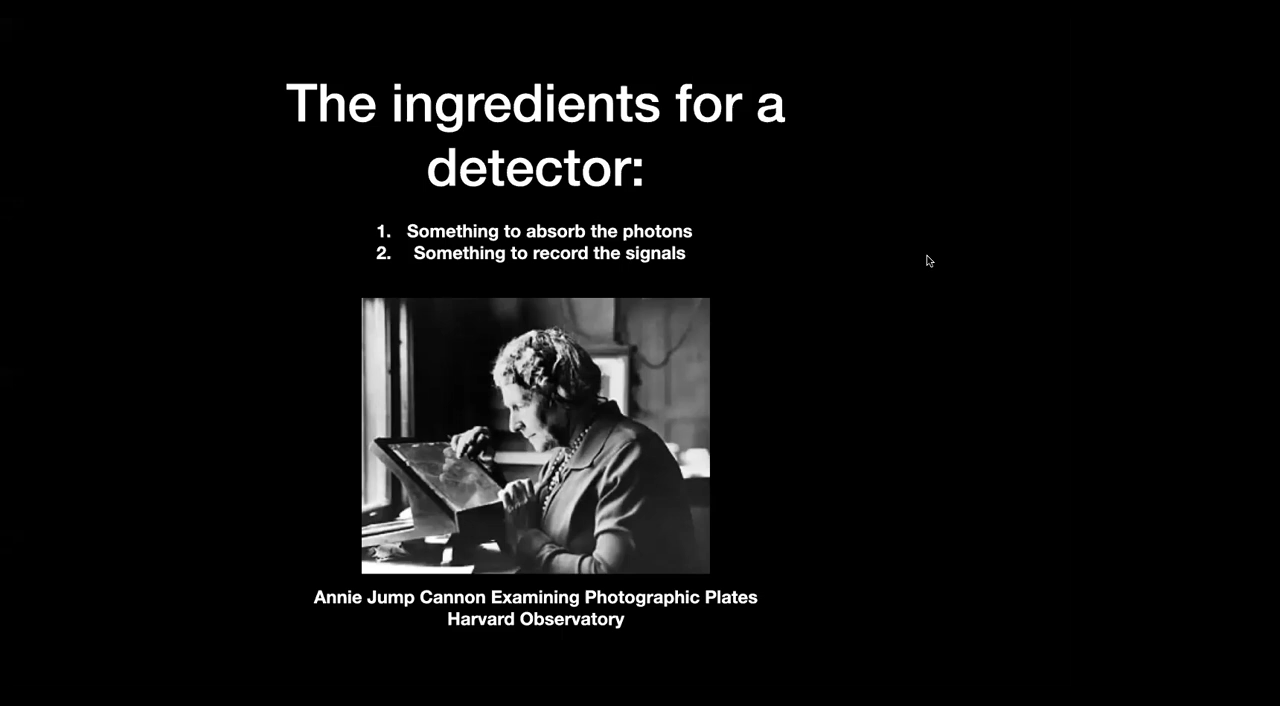 The ingredients for a
detector:
1. Something to absorb the photons
2. Something to record the signals
Annie Jump Cannon Examining Photographic Plates
Harvard Observatory